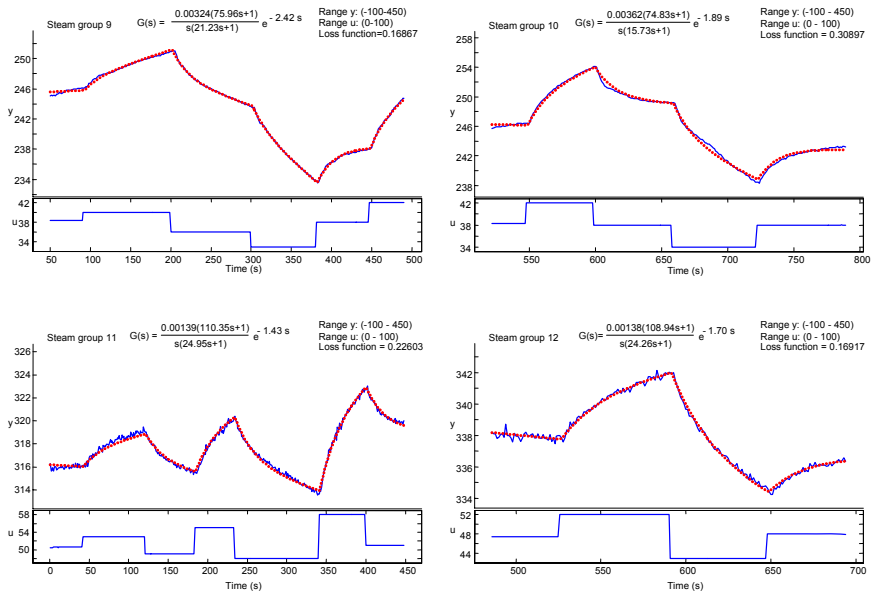 Steam group 9
G(s) = 0.00324(75.96s+1) / s(21.23s+1) e - 2.42 s
Range y: (-100-450)
Range u: (0-100)
Loss function=0.16867
250
246
y
242
238
234
42
u 38
34
50 100 150 200 250 300 350 400 450 500
Time (s)
Steam group 10
G(s) = 0.00362(74.83s+1) / s(15.73s+1) e - 1.89 s
Range y: (-100 - 450)
Range u: (0 - 100)
Loss function = 0.30897
258
254
y
250
246
242
238
42
u 38
34
550 600 650 700 750 800
Time (s)
Steam group 11
G(s) = 0.00139(110.35s+1) / s(24.95s+1) e - 1.43 s
Range y: (-100 - 450)
Range u: (0 - 100)
Loss function = 0.22603
326
322
y
320
316
314
58
u 54
50
0 50 100 150 200 250 300 350 400 450
Time (s)
Steam group 12
G(s)= 0.00138(108.94s+1) / s(24.26s+1) e - 1.70 s
Range y: (-100 - 450)
Range u: (0 - 100)
Loss function = 0.16917
342
y
338
334
52
u
48
44
500 550 600 650 700
Time (s)